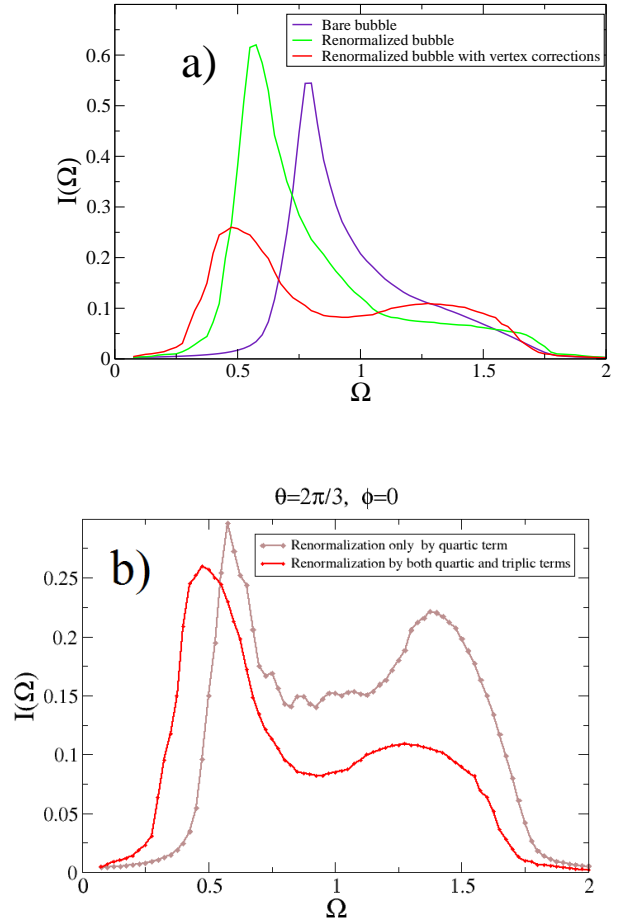 Bare bubble
Renormalized bubble
Renormalized bubble with vertex corrections
a)
I(Ω)
0.6
0.5
0.4
0.3
0.2
0.1
0
0 0.5 1 1.5 2
Ω
θ=2π/3, ϕ=0
Renormalization only by quartic term
Renormalization by both quartic and triplic terms
b)
I(Ω)
0.25
0.2
0.15
0.1
0.05
0
0 0.5 1 1.5 2
Ω